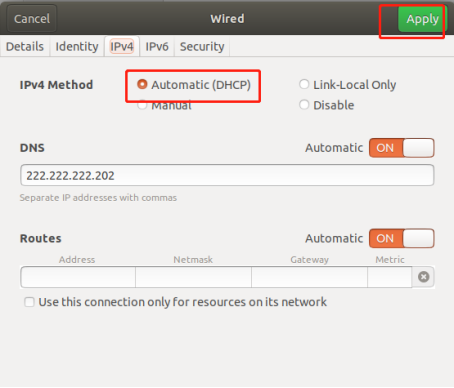 Cancel Wired Apply
Details Identity IPv4 IPv6 Security
IPv4 Method Automatic (DHCP) Link-Local Only
Manual Disable
DNS Automatic ON
222.222.222.202
Separate IP addresses with commas
Routes Automatic ON
Address Netmask Gateway Metric
Use this connection only for resources on its network